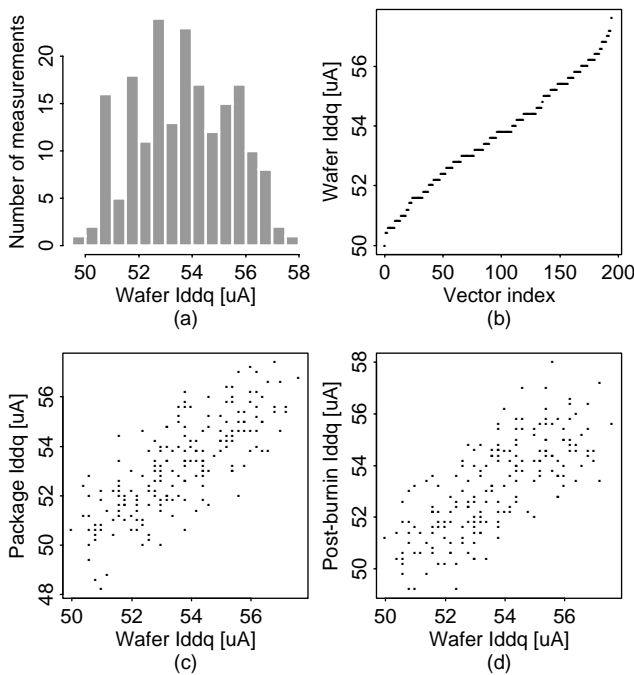 Number of measurements
20
15
10
5
0
50 52 54 56 58
Wafer Iddq [uA]
(a)
Wafer Iddq [uA]
56
54
52
50
0 50 100 150 200
Vector index
(b)
Package Iddq [uA]
56
54
52
50
48
50 52 54 56
Wafer Iddq [uA]
(c)
Post-burnin Iddq [uA]
58
56
54
52
50
50 52 54 56
Wafer Iddq [uA]
(d)